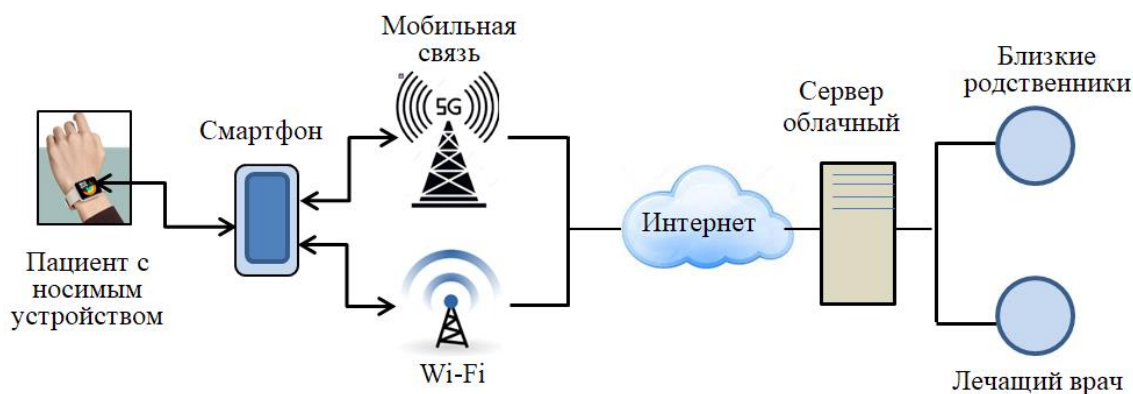 Мобильная
связь
5G
Смартфон
Пациент с
носимым
устройством
Wi-Fi
Интернет
Сервер
облачный
Близкие
родственники
Лечащий врач